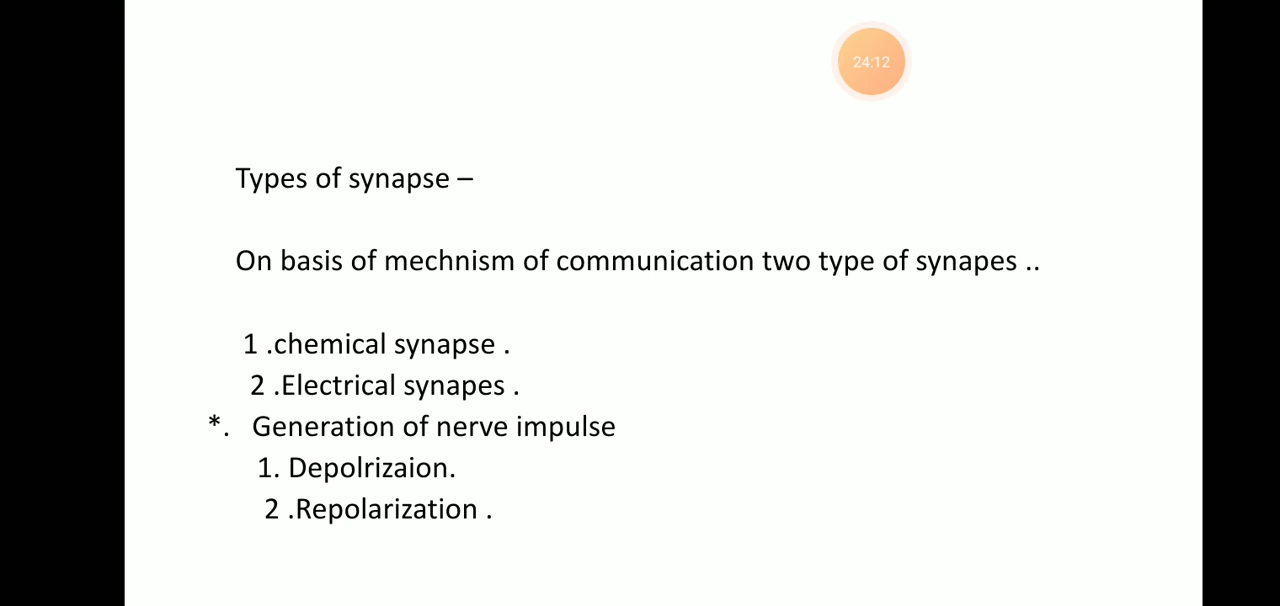 24:12
Types of synapse –
On basis of mechnism of communication two type of synapes ..
1 .chemical synapse .
2 .Electrical synapes .
*. Generation of nerve impulse
1. Depolrizaion.
2 .Repolarization .